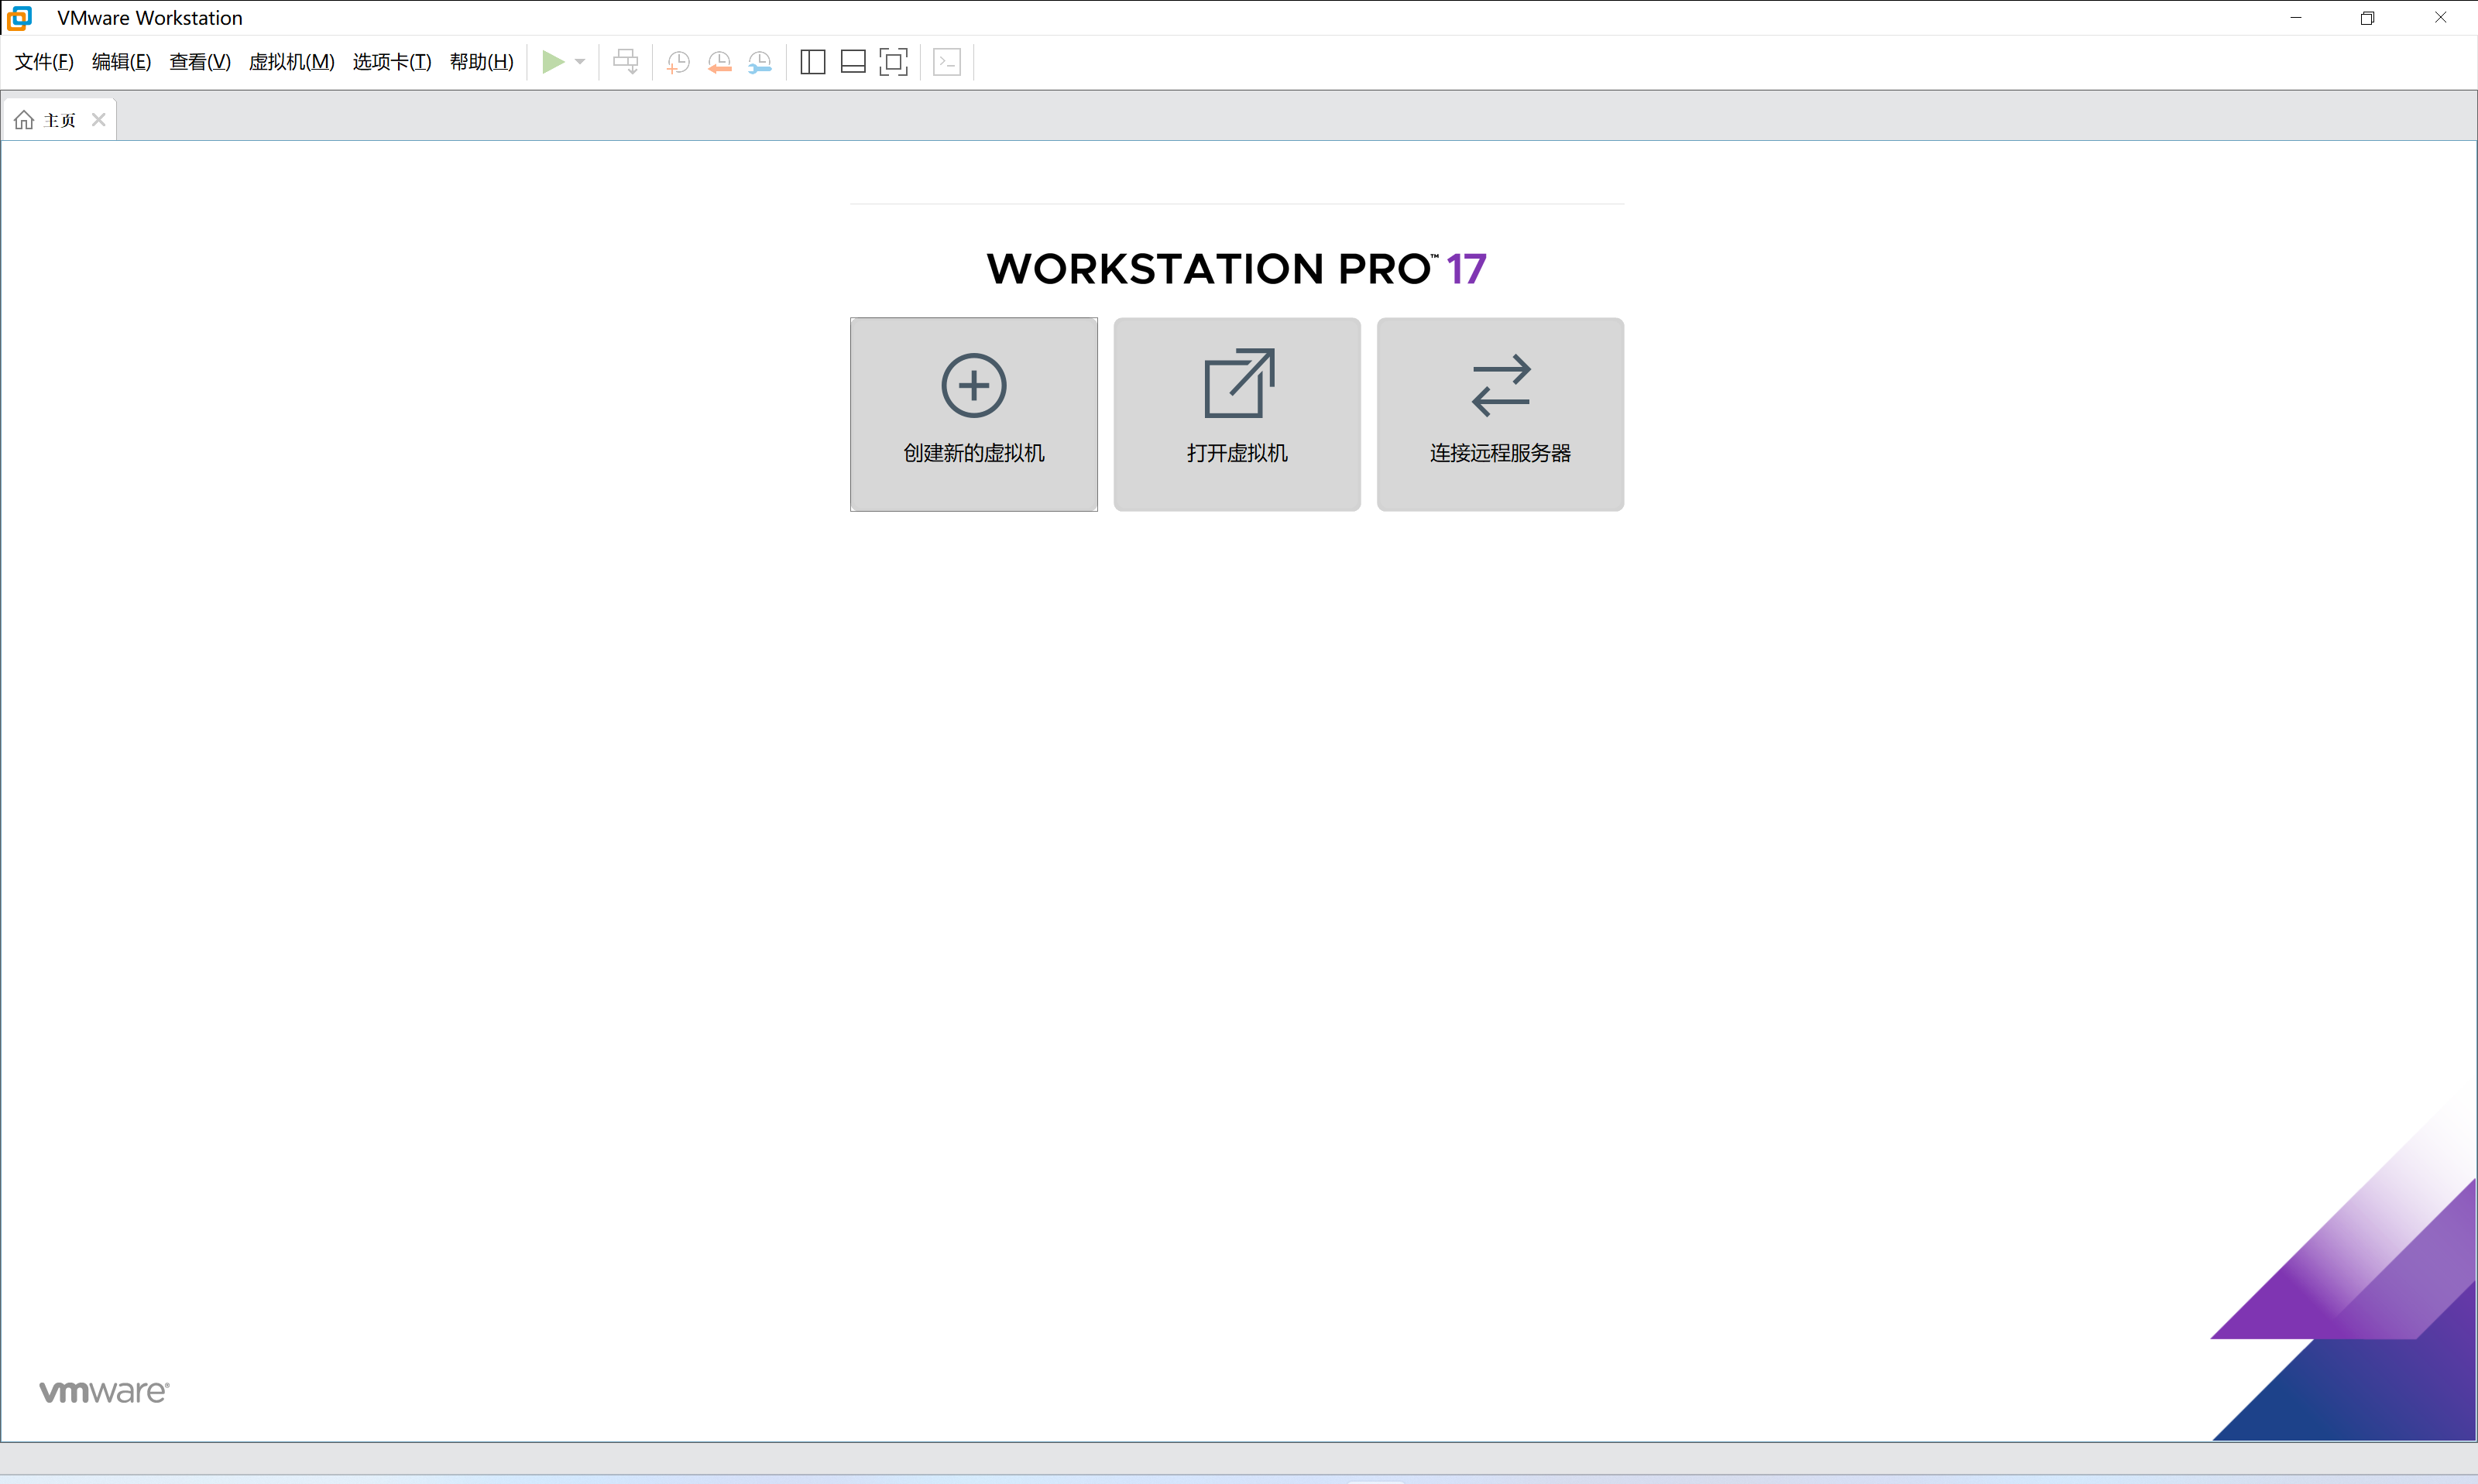 VMware Workstation
文件(F) 编辑(E) 查看(V) 虚拟机(M) 选项卡(T) 帮助(H)
主页
WORKSTATION PRO™ 17
创建新的虚拟机
打开虚拟机
连接远程服务器
vmware®